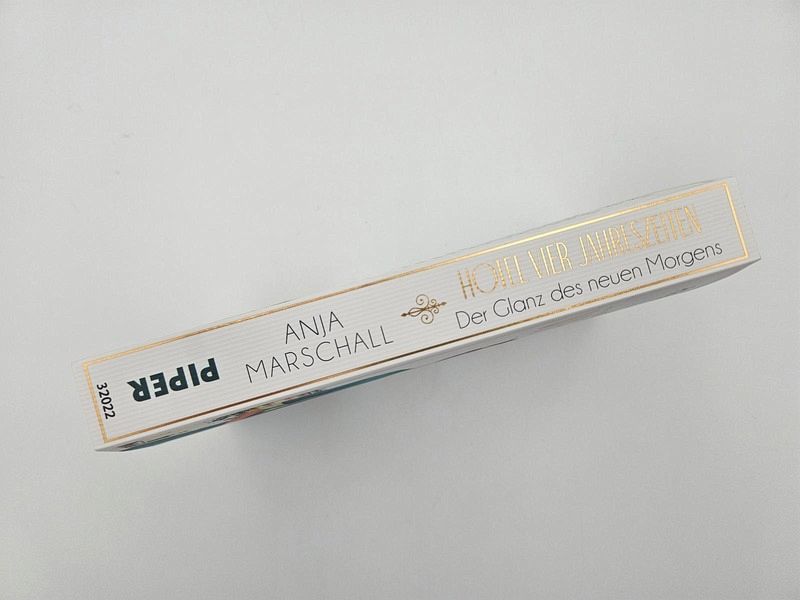 32022
PIPER
ANJA
MARSCHALL
HOTEL VIER JAHRESZEITEN
Der Glanz des neuen Morgens